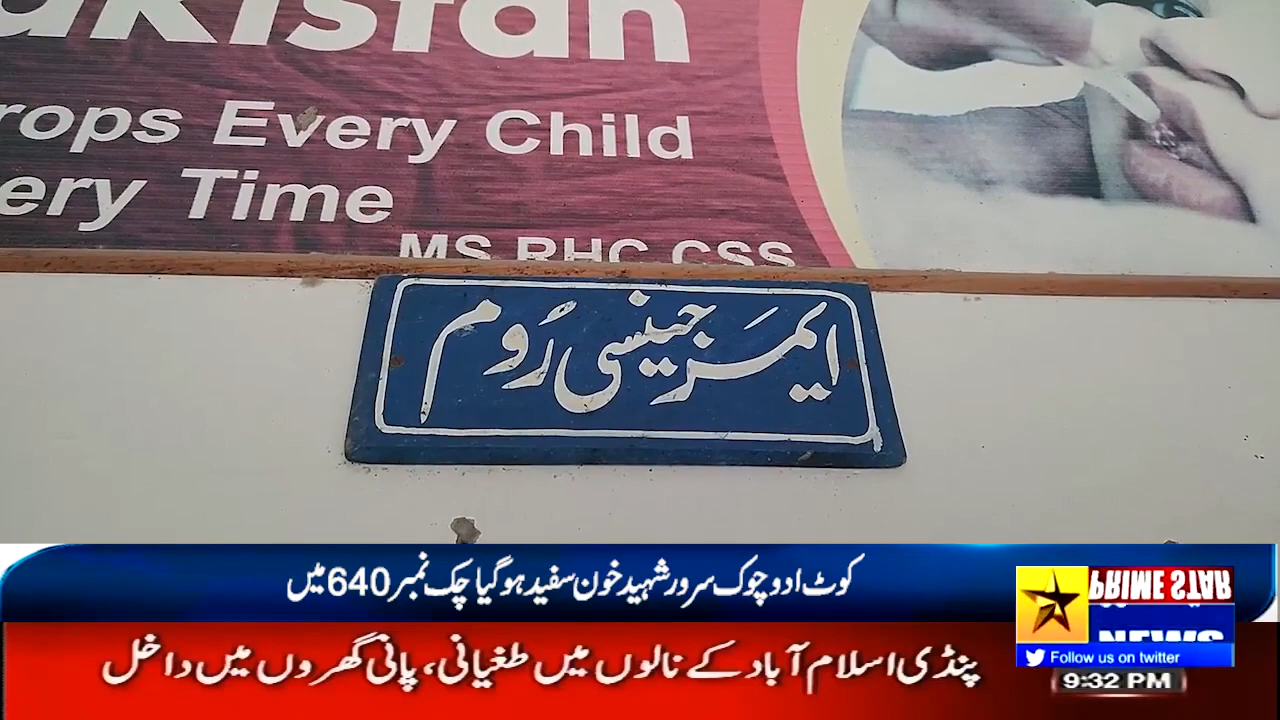 akistan
rops Every Child
ery Time
MS RHC CSS
ایمرجنسی رُوم
کوٹ ادو چوک سرور شہید خون سفید ہو گیا چک نمبر 640 میں
پنڈی اسلام آباد کے نالوں میں طغیانی، پانی گھروں میں داخل
PRIME STAR
NEWS
Follow us on twitter
9:32 PM